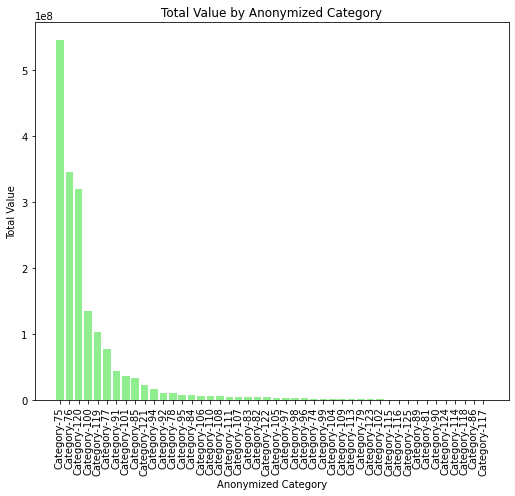 Total Value by Anonymized Category
1e8
5
4
3
2
1
0
Total Value
Category-75
Category-76
Category-120
Category-100
Category-119
Category-77
Category-91
Category-101
Category-85
Category-121
Category-94
Category-92
Category-78
Category-95
Category-84
Category-106
Category-110
Category-108
Category-111
Category-107
Category-83
Category-82
Category-122
Category-105
Category-97
Category-98
Category-96
Category-74
Category-99
Category-104
Category-109
Category-113
Category-79
Category-123
Category-102
Category-115
Category-116
Category-125
Category-89
Category-81
Category-90
Category-124
Category-114
Category-118
Category-86
Category-117
Anonymized Category